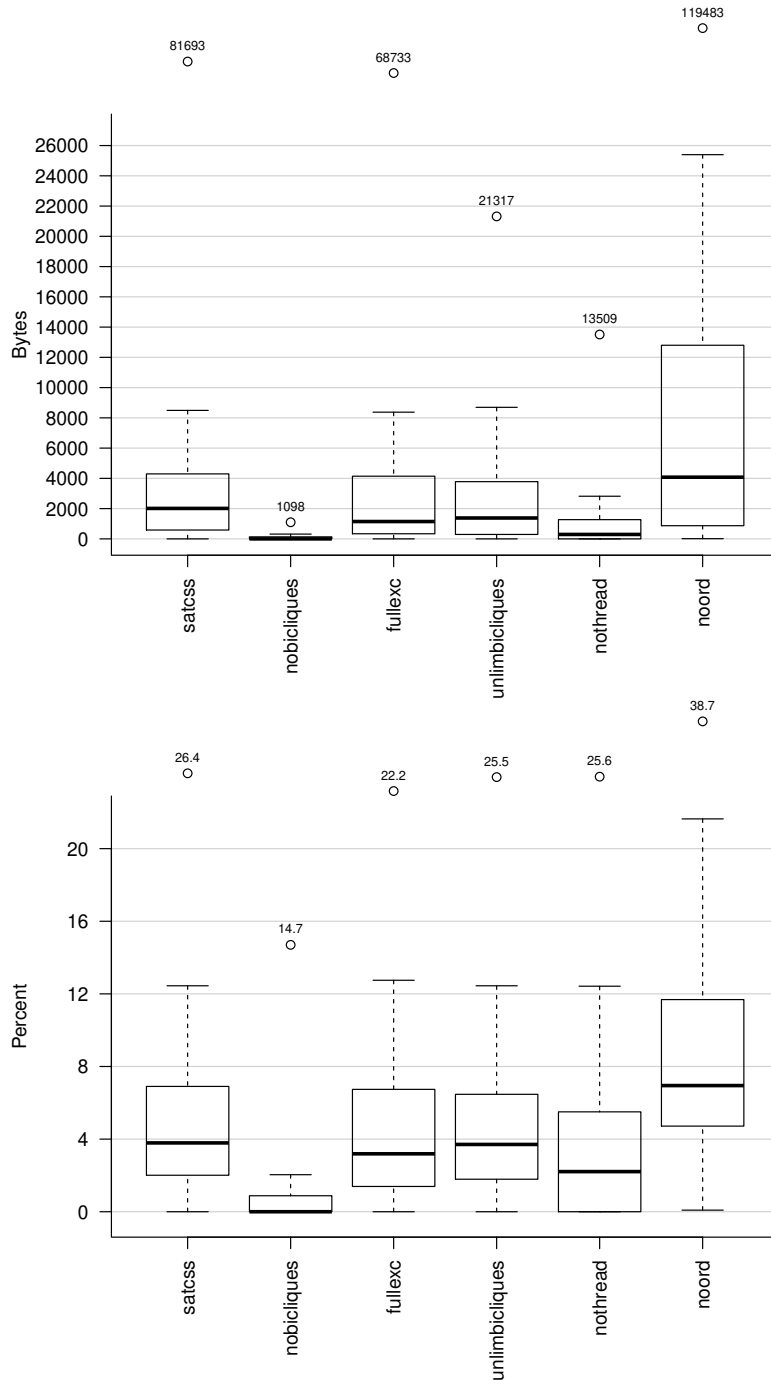 119483
81693
68733
26000
24000
22000
21317
20000
18000
16000
14000
13509
12000
Bytes
10000
8000
6000
4000
2000
1098
0
satcss
nobicliques
fullexc
unlimbicliques
nothread
noord
38.7
26.4
22.2
25.5
25.6
20
16
14.7
12
Percent
8
4
0
satcss
nobicliques
fullexc
unlimbicliques
nothread
noord